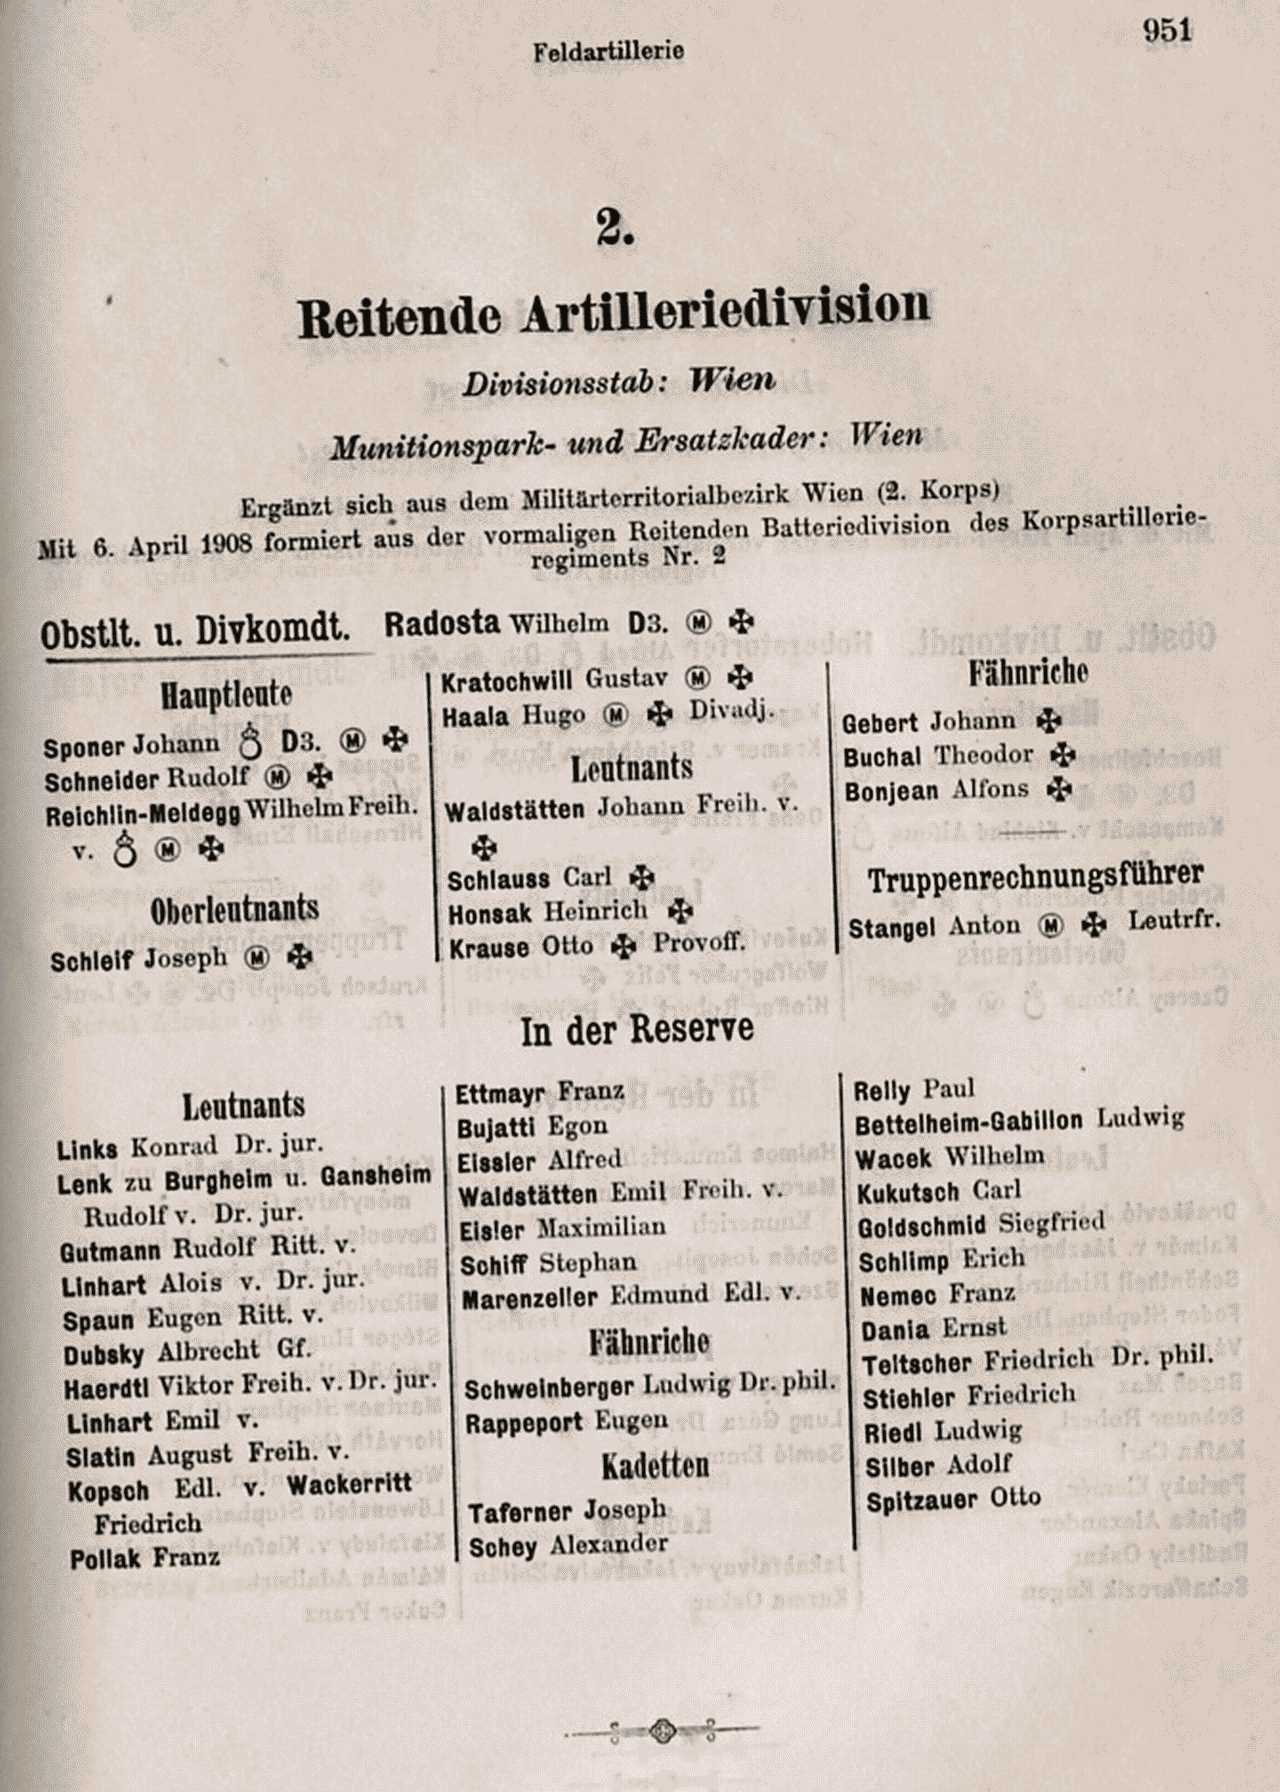 Feldartillerie
951
2.
Reitende Artilleriedivision
Divisionsstab: Wien
Munitionspark- und Ersatzkader: Wien
Ergänzt sich aus dem Militärterritorialbezirk Wien (2. Korps)
Mit 6. April 1908 formiert aus der vormaligen Reitenden Batteriedivision des Korpsartillerie-
regiments Nr. 2
Obstlt. u. Divkomdt. Radosta Wilhelm D3. Ⓜ ✠
Hauptleute
Sponer Johann ♁ D3. Ⓜ ✠
Schneider Rudolf Ⓜ ✠
Reichlin-Meldegg Wilhelm Freih.
v. ♁ Ⓜ ✠
Oberleutnants
Schleif Joseph Ⓜ ✠
Kratochwill Gustav Ⓜ ✠
Haala Hugo Ⓜ ✠ Divadj.
Leutnants
Waldstätten Johann Freih. v.
✠
Schlauss Carl ✠
Honsak Heinrich ✠
Krause Otto ✠ Provoff.
Fähnriche
Gebert Johann ✠
Buchal Theodor ✠
Bonjean Alfons ✠
Truppenrechnungsführer
Stangel Anton Ⓜ ✠ Leutrfr.
In der Reserve
Leutnants
Links Konrad Dr. jur.
Lenk zu Burgheim u. Gansheim
Rudolf v. Dr. jur.
Gutmann Rudolf Ritt. v.
Linhart Alois v. Dr. jur.
Spaun Eugen Ritt. v.
Dubsky Albrecht Gf.
Haerdtl Viktor Freih. v. Dr. jur.
Linhart Emil v.
Slatin August Freih. v.
Kopsch Edl. v. Wackerritt
Friedrich
Pollak Franz
Ettmayr Franz
Bujatti Egon
Eissler Alfred
Waldstätten Emil Freih. v.
Eisler Maximilian
Schiff Stephan
Marenzeller Edmund Edl. v.
Fähnriche
Schweinberger Ludwig Dr. phil.
Rappeport Eugen
Kadetten
Taferner Joseph
Schey Alexander
Relly Paul
Bettelheim-Gabillon Ludwig
Wacek Wilhelm
Kukutsch Carl
Goldschmid Siegfried
Schlimp Erich
Nemec Franz
Dania Ernst
Teltscher Friedrich Dr. phil.
Stiehler Friedrich
Riedl Ludwig
Silber Adolf
Spitzauer Otto